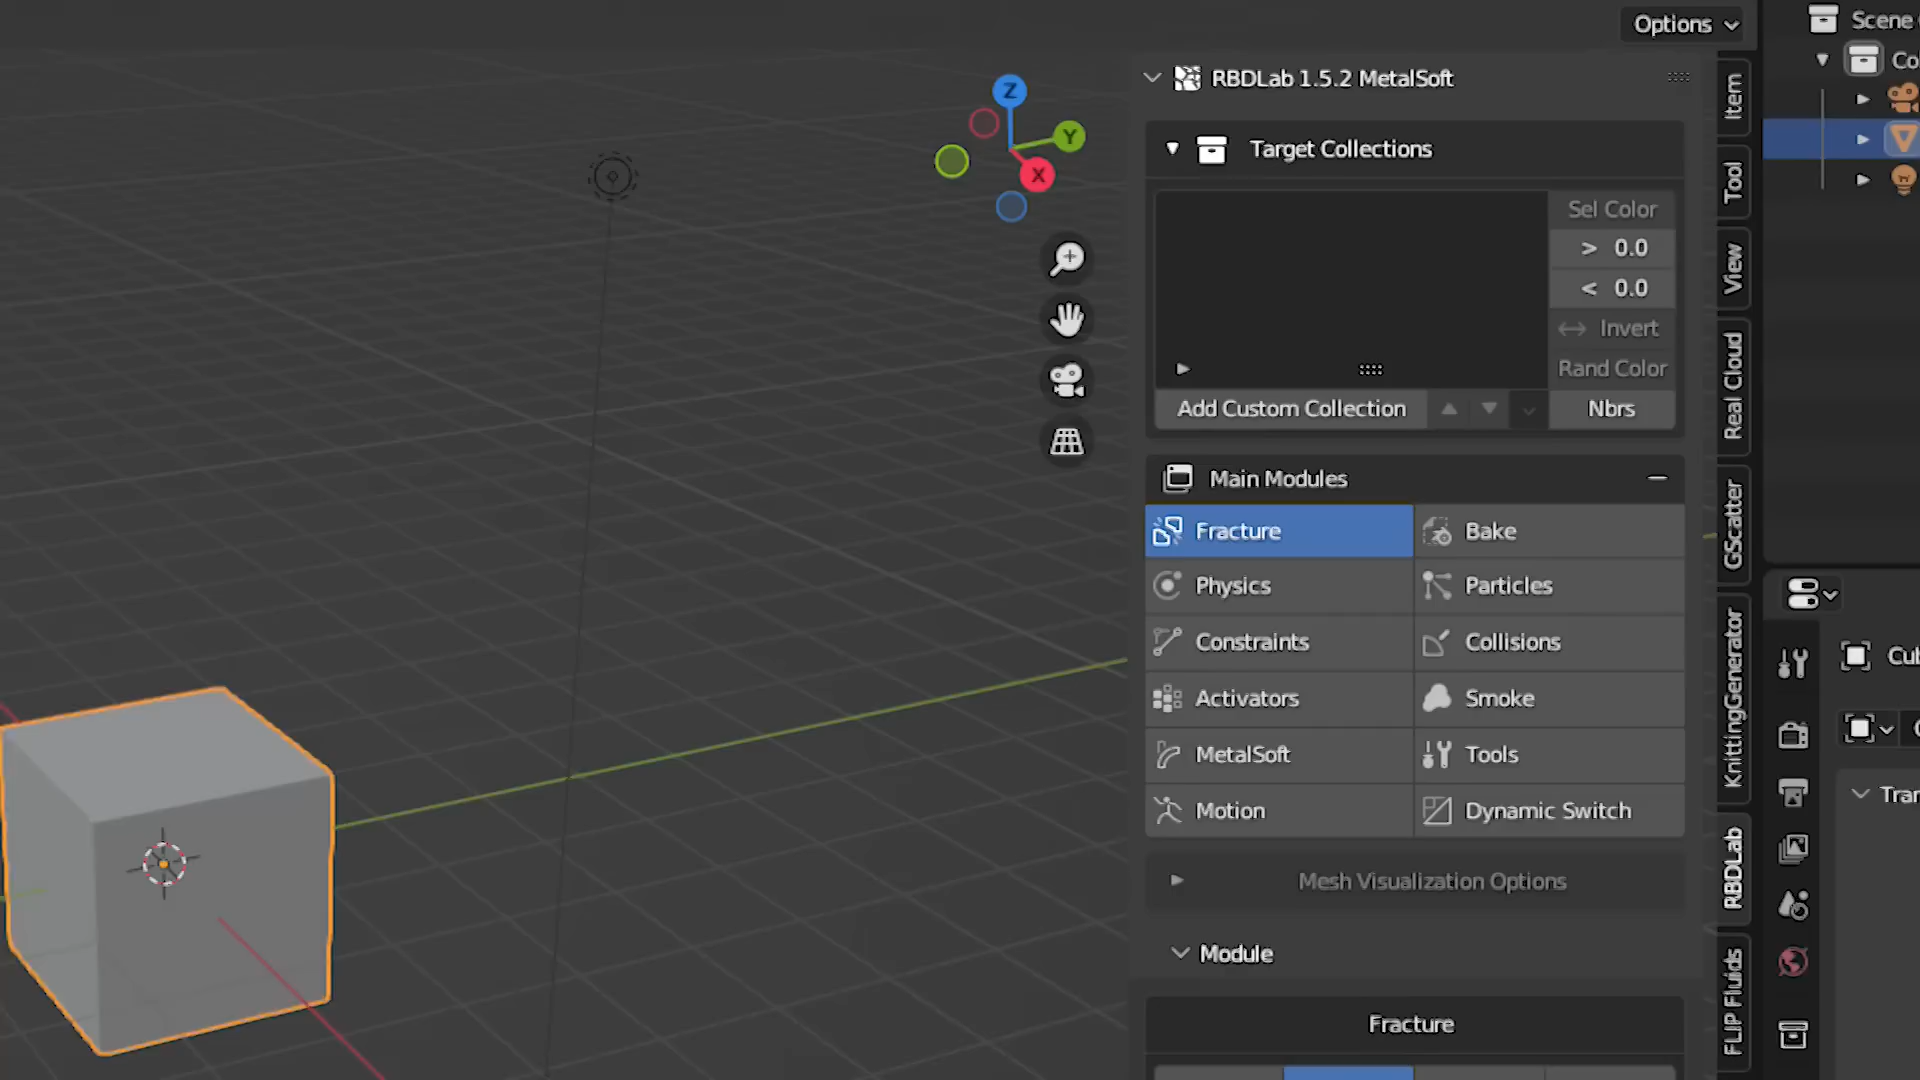 Options
Scene
Co
RBDLab 1.5.2 MetalSoft
Target Collections
Sel Color
> 0.0
< 0.0
Invert
Rand Color
Add Custom Collection
Nbrs
Main Modules
Fracture
Bake
Physics
Particles
Constraints
Collisions
Activators
Smoke
MetalSoft
Tools
Motion
Dynamic Switch
Mesh Visualization Options
Module
Fracture
Item
Tool
View
Real Cloud
GScatter
KnittingGenerator
RBDLab
FLIP Fluids
Z
Y
X
Cub
Tran